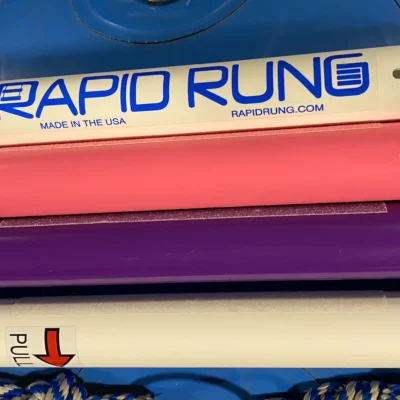 RAPID RUNG
MADE IN THE USA
RAPIDRUNG.COM
PULL